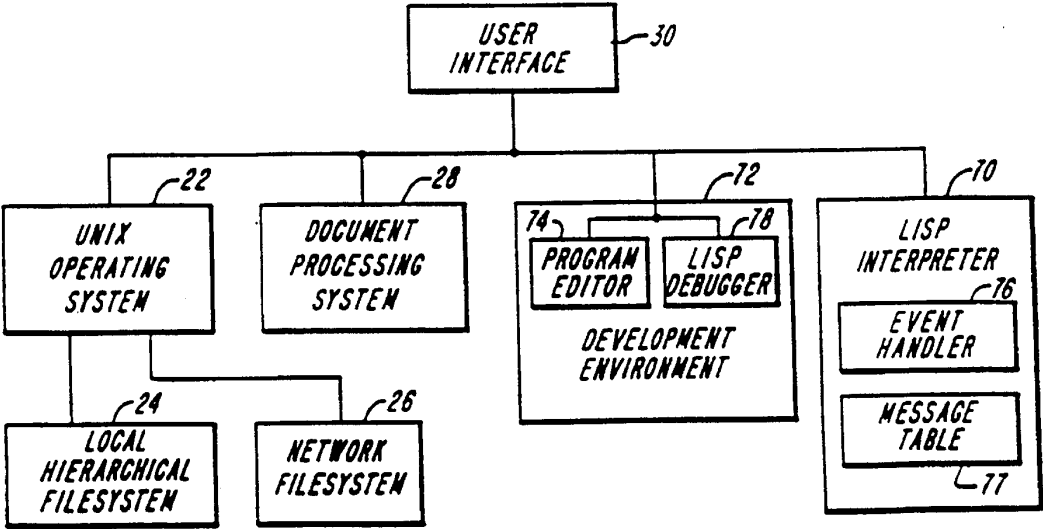 USER
INTERFACE
30
22
UNIX
OPERATING
SYSTEM
28
DOCUMENT
PROCESSING
SYSTEM
72
74
PROGRAM
EDITOR
78
LISP
DEBUGGER
DEVELOPMENT
ENVIRONMENT
70
LISP
INTERPRETER
76
EVENT
HANDLER
MESSAGE
TABLE
77
24
LOCAL
HIERARCHICAL
FILESYSTEM
26
NETWORK
FILESYSTEM